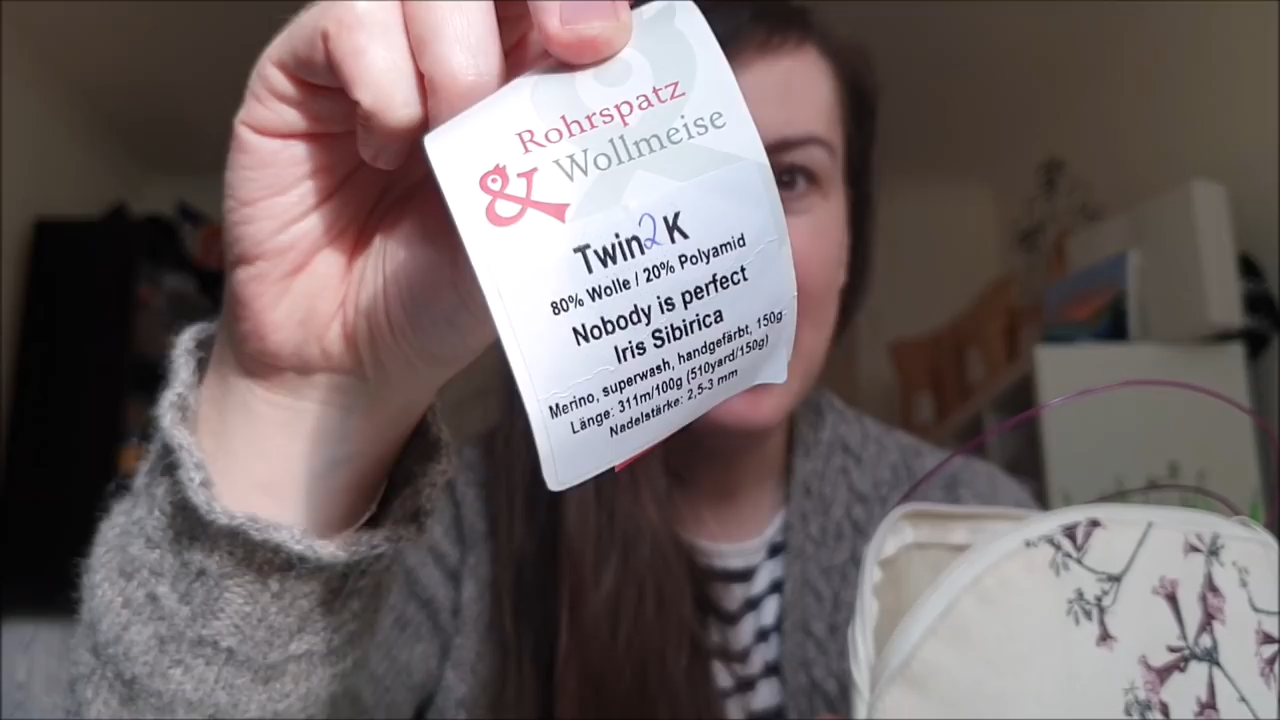 Rohrspatz
& Wollmeise
Twin2 K
80% Wolle / 20% Polyamid
Nobody is perfect
Iris Sibirica
Merino, superwash, handgefärbt, 150g
Länge: 311m/100g (510yard/150g)
Nadelstärke: 2,5-3 mm